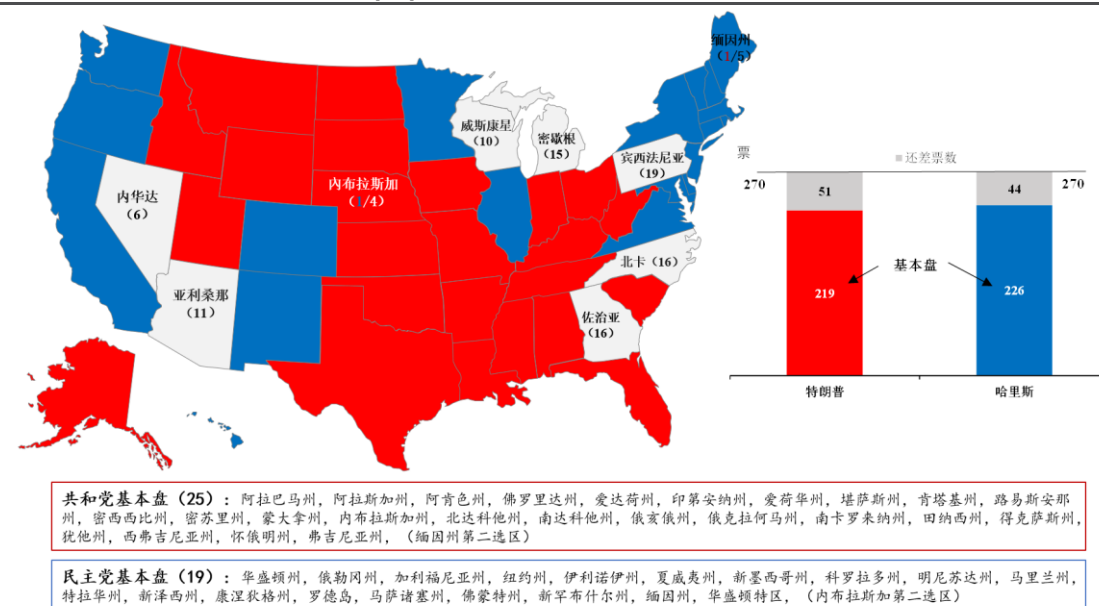 缅因州
（1/5）
威斯康星
（10）
密歇根
（15）
宾西法尼亚
（19）
票
还差票数
内布拉斯加
（1/4）
内华达
（6）
270
51
44
270
北卡（16）
基本盘
亚利桑那
（11）
219
226
佐治亚
（16）
特朗普
哈里斯
共和党基本盘（25）：阿拉巴马州，阿拉斯加州，阿肯色州，佛罗里达州，爱达荷州，印第安纳州，爱荷华州，堪萨斯州，肯塔基州，路易斯安那
州，密西西比州，密苏里州，蒙大拿州，内布拉斯加州，北达科他州，南达科他州，俄亥俄州，俄克拉何马州，南卡罗来纳州，田纳西州，得克萨斯州，
犹他州，西弗吉尼亚州，怀俄明州，弗吉尼亚州，（缅因州第二选区）
民主党基本盘（19）：华盛顿州，俄勒冈州，加利福尼亚州，纽约州，伊利诺伊州，夏威夷州，新墨西哥州，科罗拉多州，明尼苏达州，马里兰州，
特拉华州，新泽西州，康涅狄格州，罗德岛，马萨诸塞州，佛蒙特州，新罕布什尔州，缅因州，华盛顿特区，（内布拉斯加第二选区）